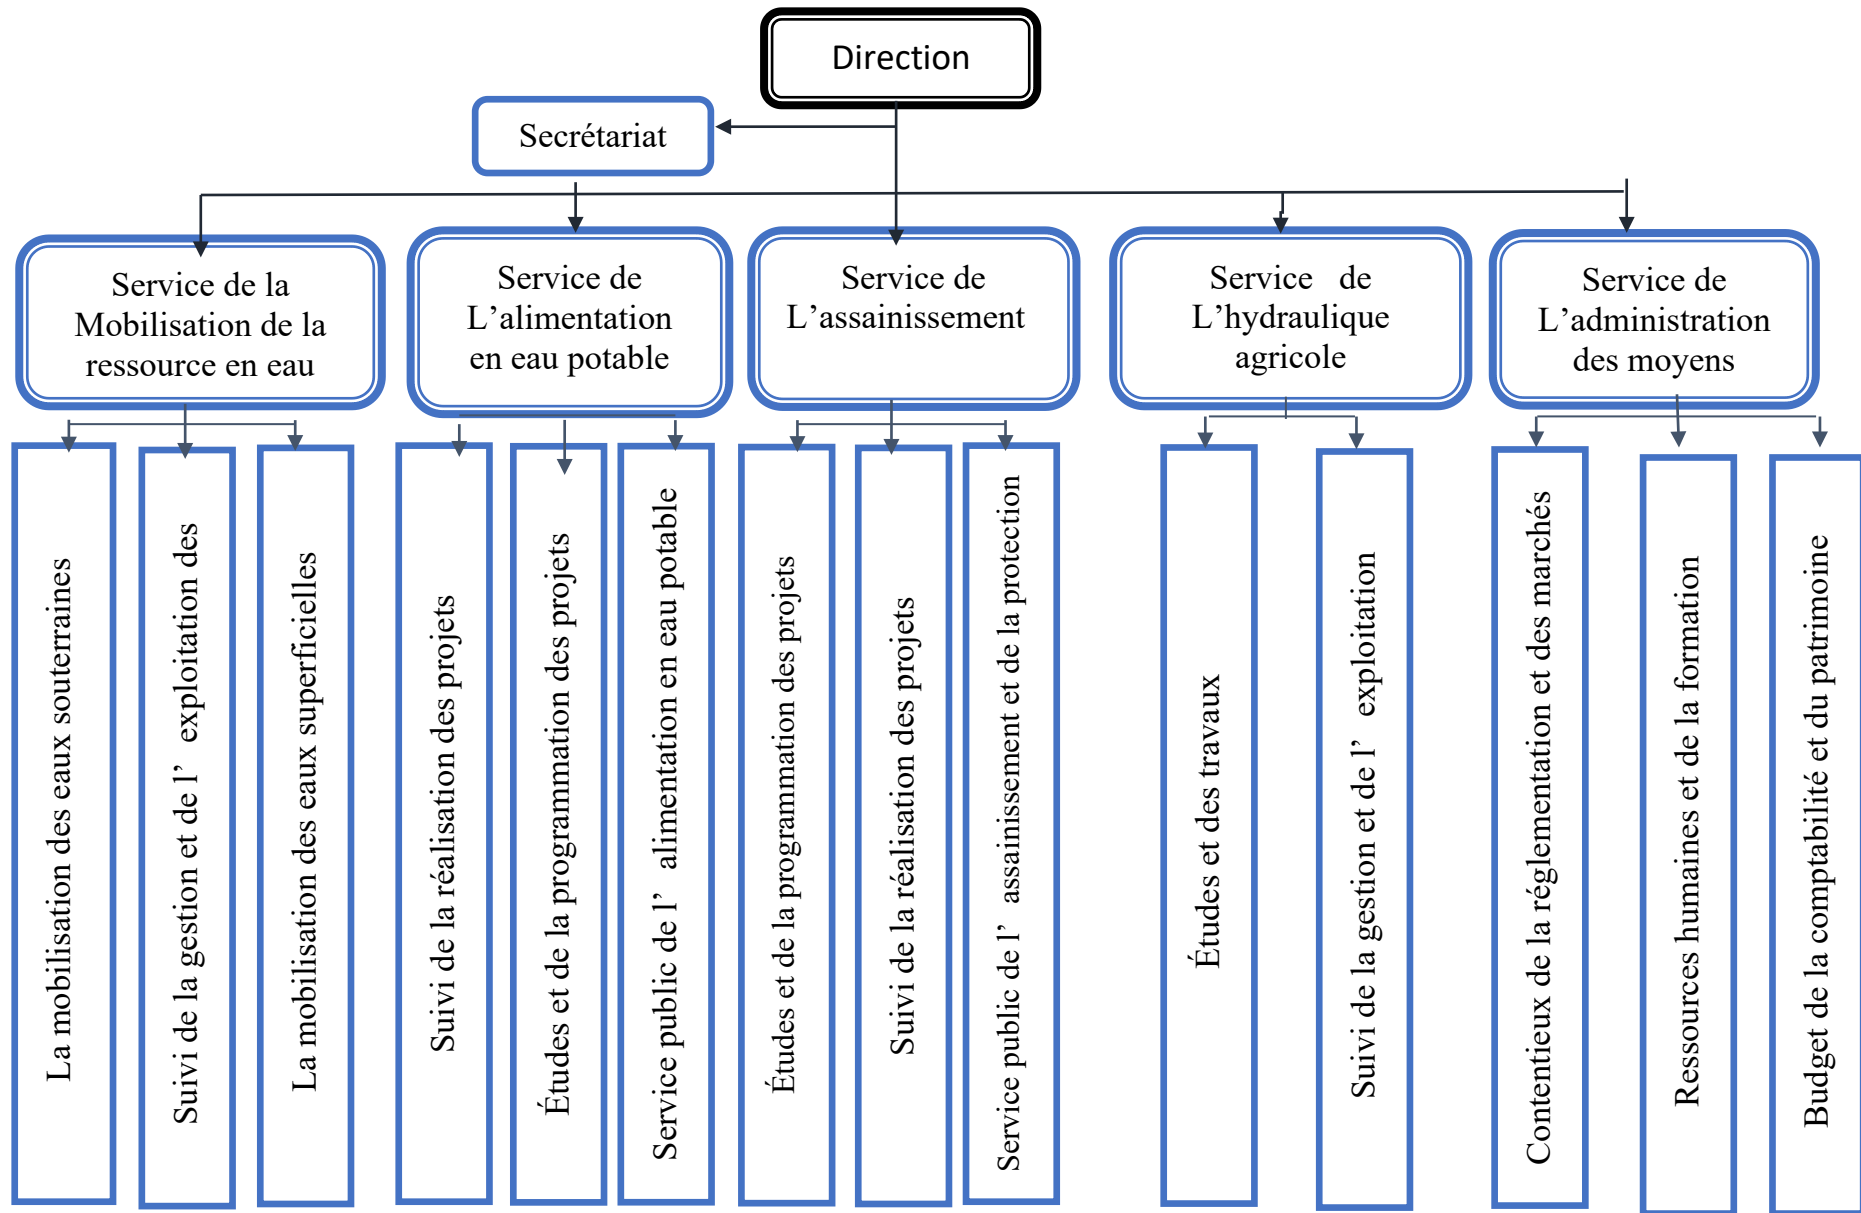 Direction
Secrétariat
Service de la
Mobilisation de la
ressource en eau
Service de
L’alimentation
en eau potable
Service de
L’assainissement
Service de
L’hydraulique
agricole
Service de
L’administration
des moyens
La mobilisation des eaux souterraines
Suivi de la gestion et de l’ exploitation des
La mobilisation des eaux superficielles
Suivi de la réalisation des projets
Études et de la programmation des projets
Service public de l’ alimentation en eau potable
Études et de la programmation des projets
Suivi de la réalisation des projets
Service public de l’ assainissement et de la protection
Études et des travaux
Suivi de la gestion et de l’ exploitation
Contentieux de la réglementation et des marchés
Ressources humaines et de la formation
Budget de la comptabilité et du patrimoine